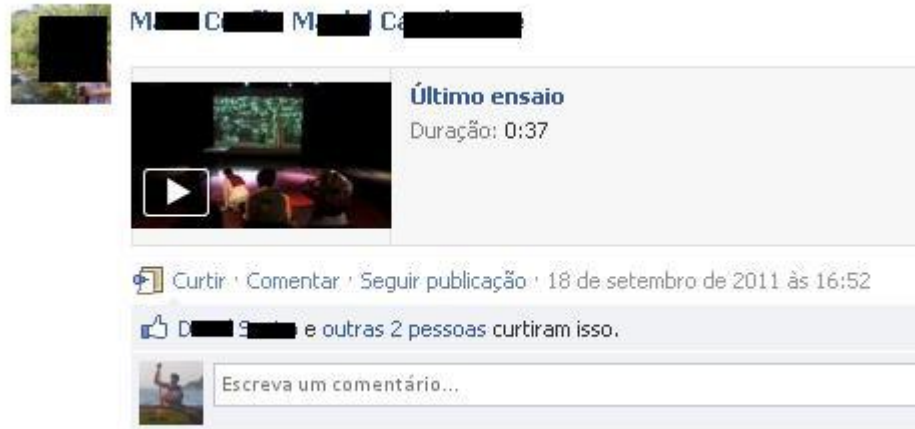 Último ensaio
Duração: 0:37
Curtir · Comentar · Seguir publicação · 18 de setembro de 2011 às 16:52
e outras 2 pessoas curtiram isso.
Escreva um comentário...